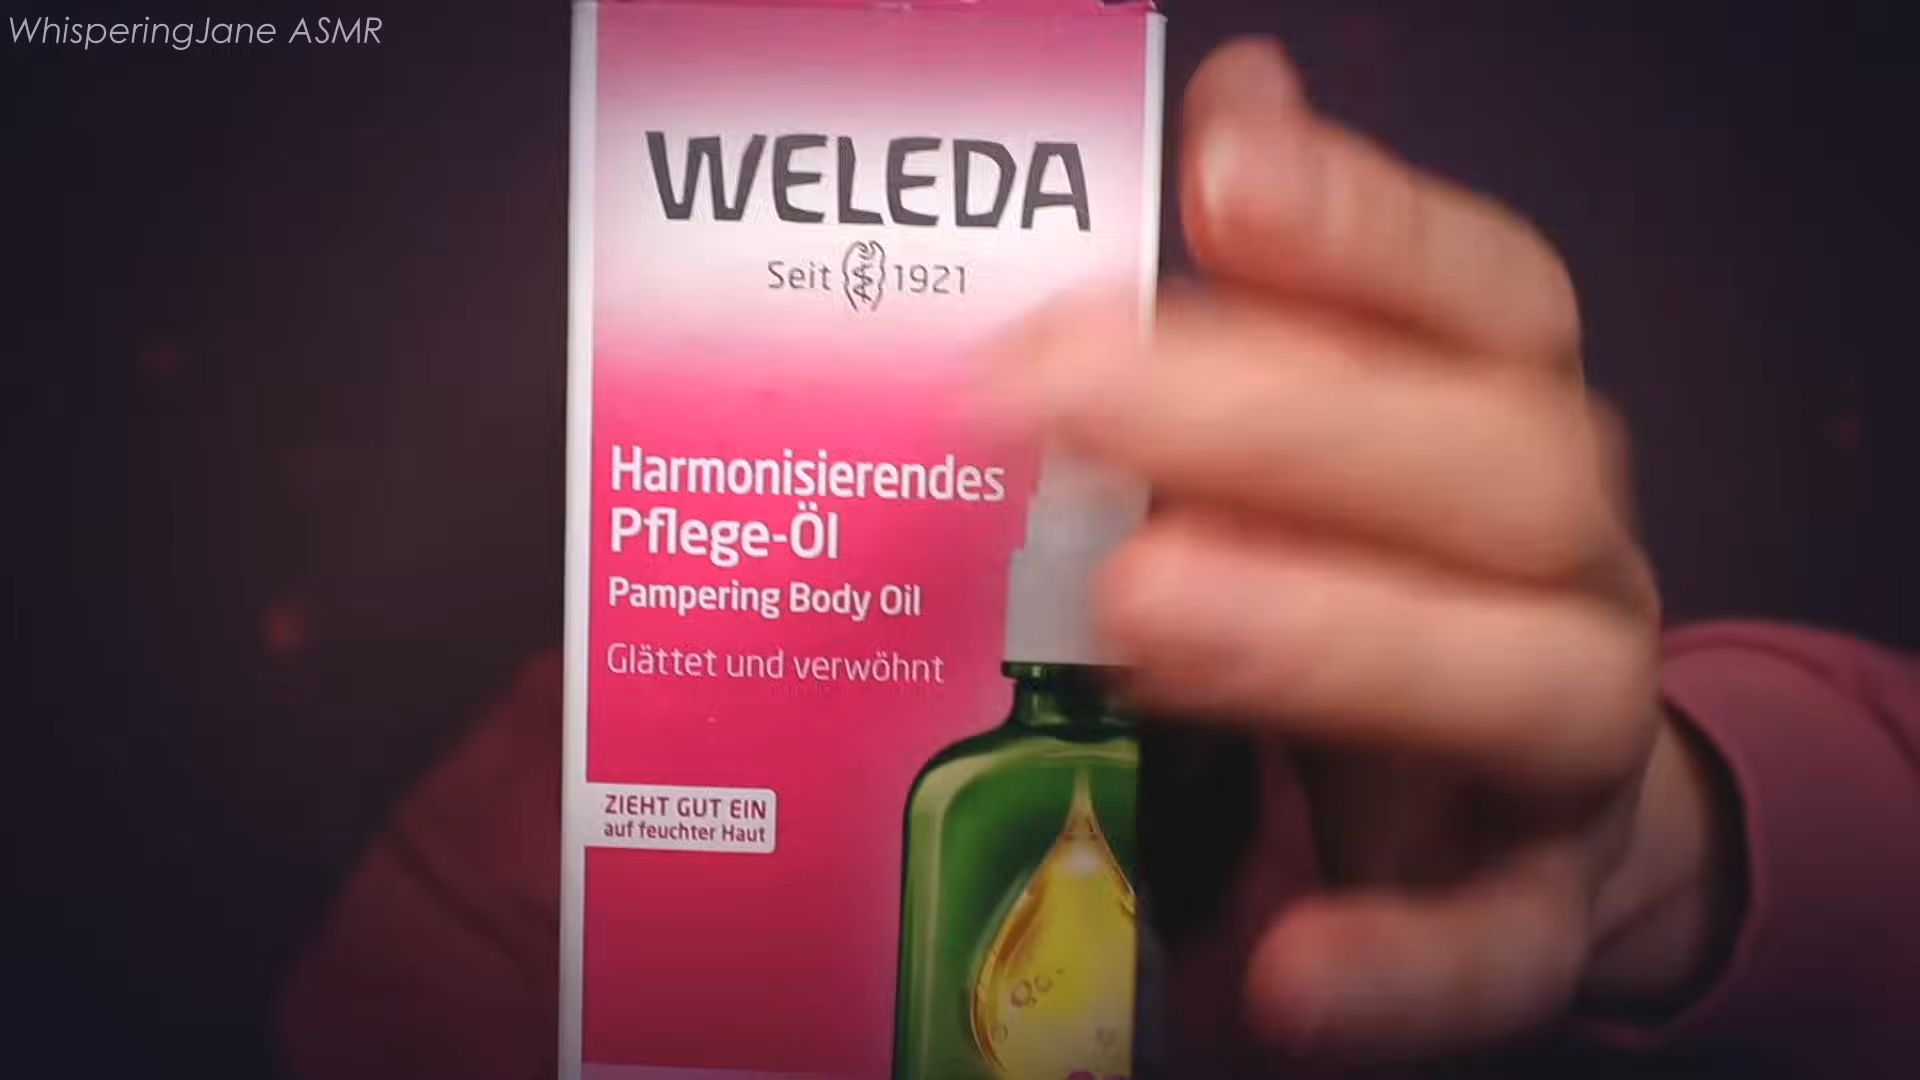 WhisperingJane ASMR
WELEDA
Seit 1921
Harmonisierendes
Pflege-Öl
Pampering Body Oil
Glättet und verwöhnt
ZIEHT GUT EIN
auf feuchter Haut